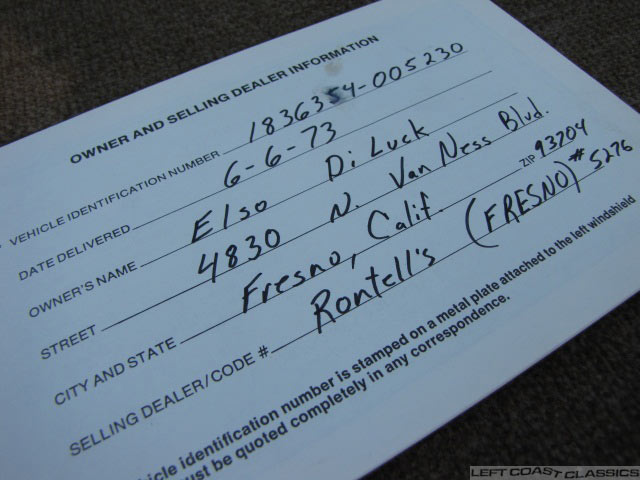 OWNER AND SELLING DEALER INFORMATION
VEHICLE IDENTIFICATION NUMBER 1836354-005230
DATE DELIVERED 6-6-73
OWNER'S NAME Elso Di Luck
STREET 4830 N. Van Ness Blvd.
CITY AND STATE Fresno, Calif. ZIP 93704
SELLING DEALER/CODE # Rontell's (FRESNO) #5276
hicle identification number is stamped on a metal plate attached to the left windshield
ust be quoted completely in any correspondence.
LEFT COAST CLASSICS